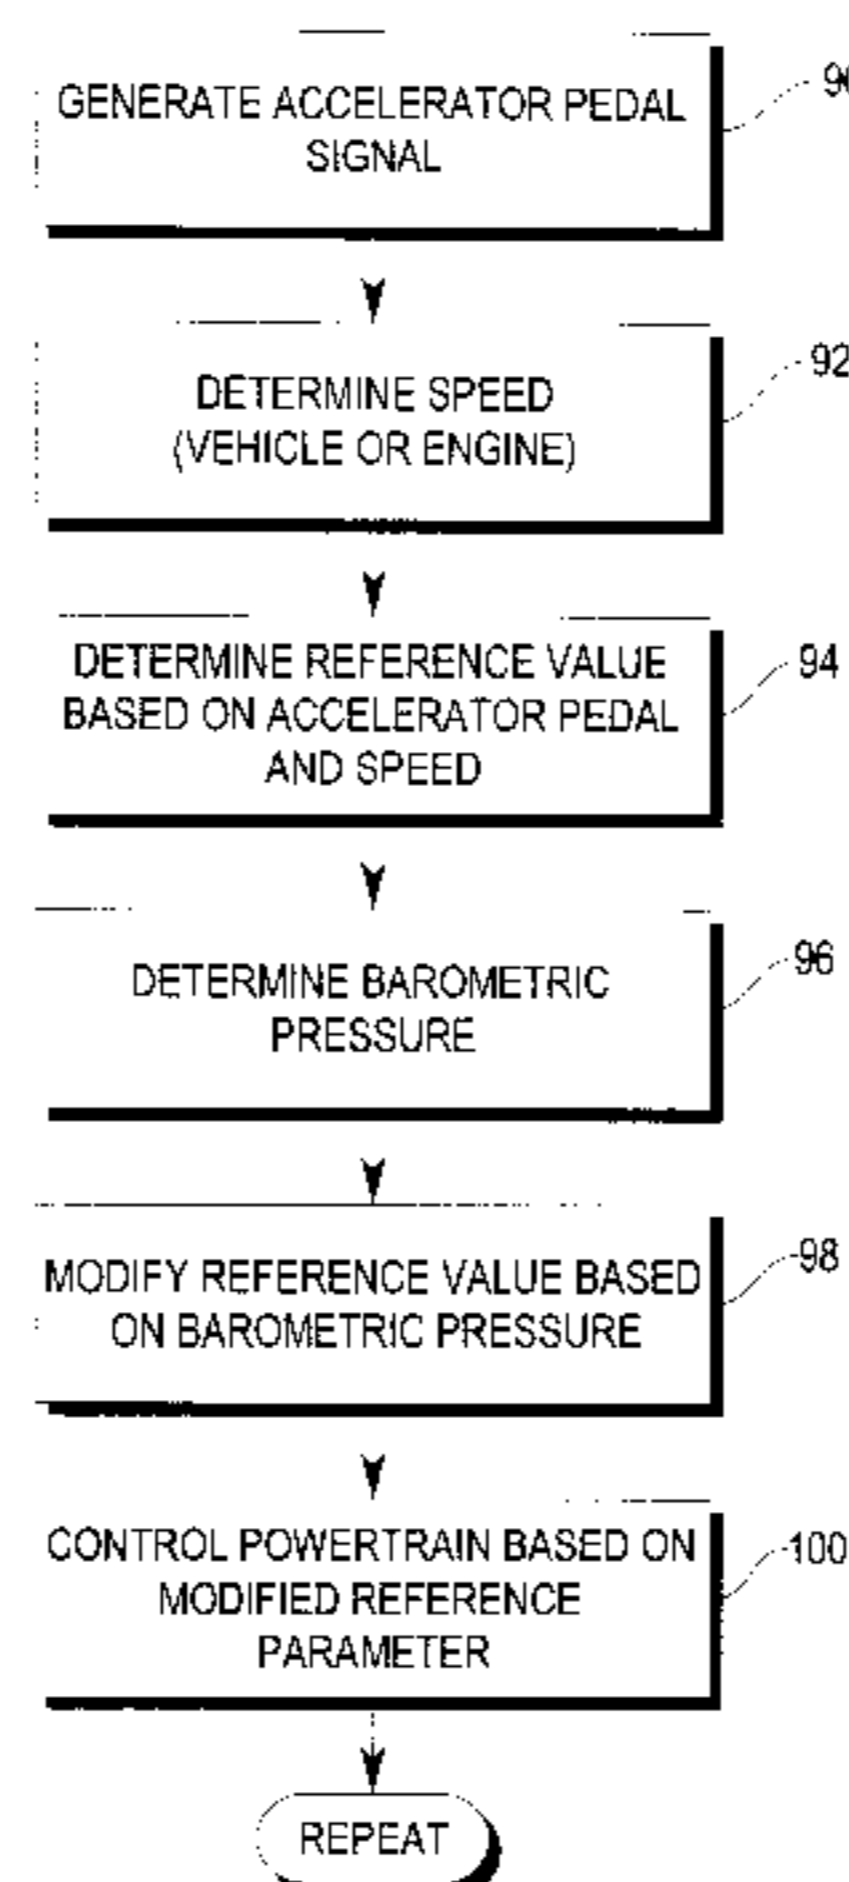 GENERATE ACCELERATOR PEDAL
SIGNAL
DETERMINE SPEED
(VEHICLE OR ENGINE)
92
DETERMINE REFERENCE VALUE
BASED ON ACCELERATOR PEDAL
AND SPEED
94
DETERMINE BAROMETRIC
PRESSURE
96
MODIFY REFERENCE VALUE BASED
ON BAROMETRIC PRESSURE
98
CONTROL POWERTRAIN BASED ON
MODIFIED REFERENCE
PARAMETER
100
REPEAT